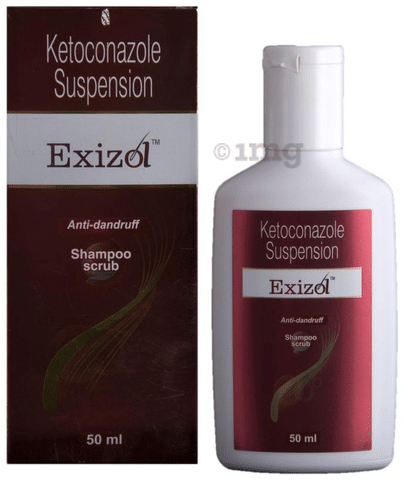 Ketoconazole
Suspension
Exizol™
Anti-dandruff
Shampoo
scrub
50 ml
© 1mg
Ketoconazole
Suspension
Exizol™
Anti-dandruff
Shampoo
scrub
50 ml